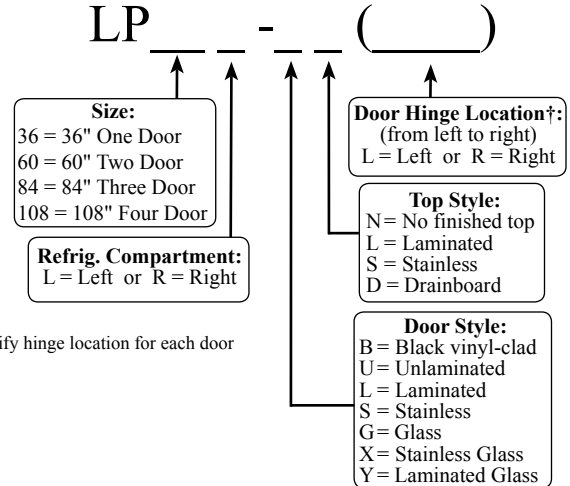 LP__ _ -_ _ (____)
Size:
36 = 36" One Door
60 = 60" Two Door
84 = 84" Three Door
108 = 108" Four Door
Refrig. Compartment:
L = Left or R = Right
Door Hinge Location†:
(from left to right)
L = Left or R = Right
Top Style:
N = No finished top
L = Laminated
S = Stainless
D = Drainboard
hinge location for each door
Door Style:
B = Black vinyl-clad
U = Unlaminated
L = Laminated
S = Stainless
G = Glass
X = Stainless Glass
Y = Laminated Glass